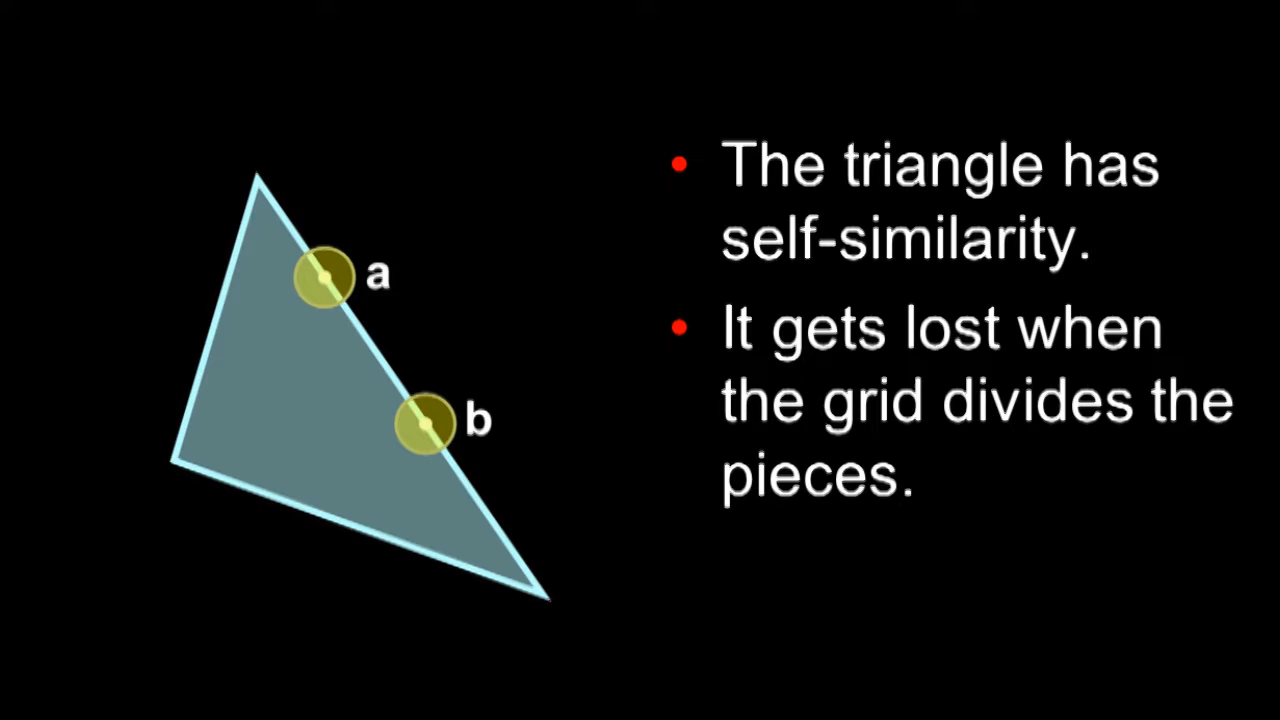 a
b
• The triangle has
self-similarity.
• It gets lost when
the grid divides the
pieces.